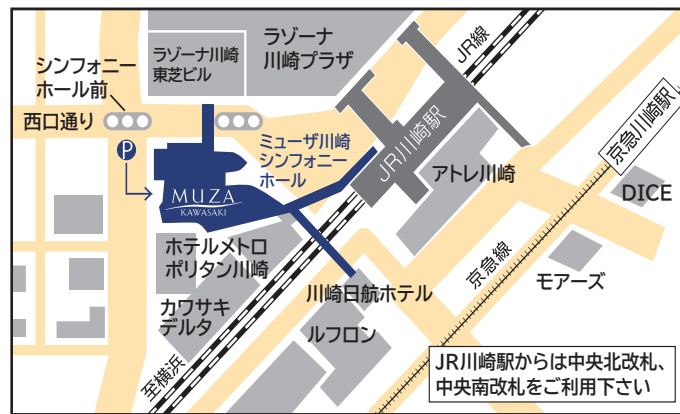 シンフォニー
ホール前
ラゾーナ川崎
東芝ビル
ラゾーナ
川崎プラザ
JR線
西口通り
P
ミューザ川崎
シンフォニー
ホール
JR川崎駅
京急川崎駅
MUZA
KAWASAKI
アトレ川崎
DICE
ホテルメトロ
ポリタン川崎
京急線
モアーズ
カワサキ
デルタ
川崎日航ホテル
ルフロン
至横浜
JR川崎駅からは中央北改札、
中央南改札をご利用下さい